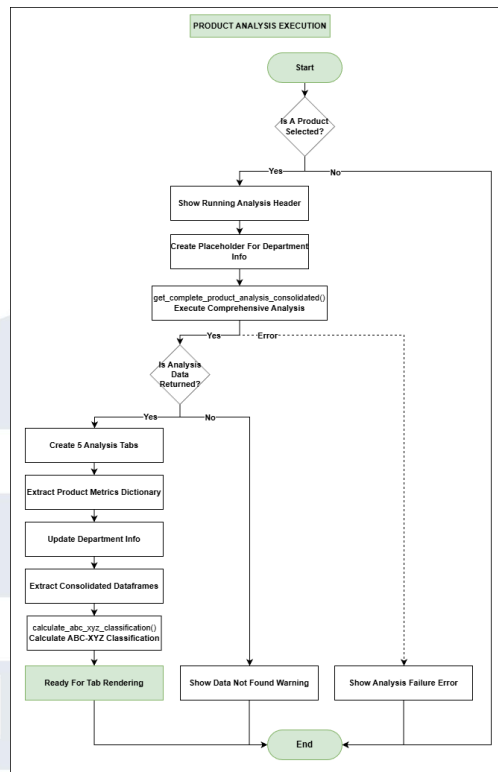 PRODUCT ANALYSIS EXECUTION
Start
Is A Product
Selected?
Yes
No
Show Running Analysis Header
Create Placeholder For Department
Info
get_complete_product_analysis_consolidated()
Execute Comprehensive Analysis
Yes
Error
Is Analysis
Data
Returned?
Yes
No
Create 5 Analysis Tabs
Extract Product Metrics Dictionary
Update Department Info
Extract Consolidated Dataframes
calculate_abc_xyz_classification()
Calculate ABC-XYZ Classification
Ready For Tab Rendering
Show Data Not Found Warning
Show Analysis Failure Error
End